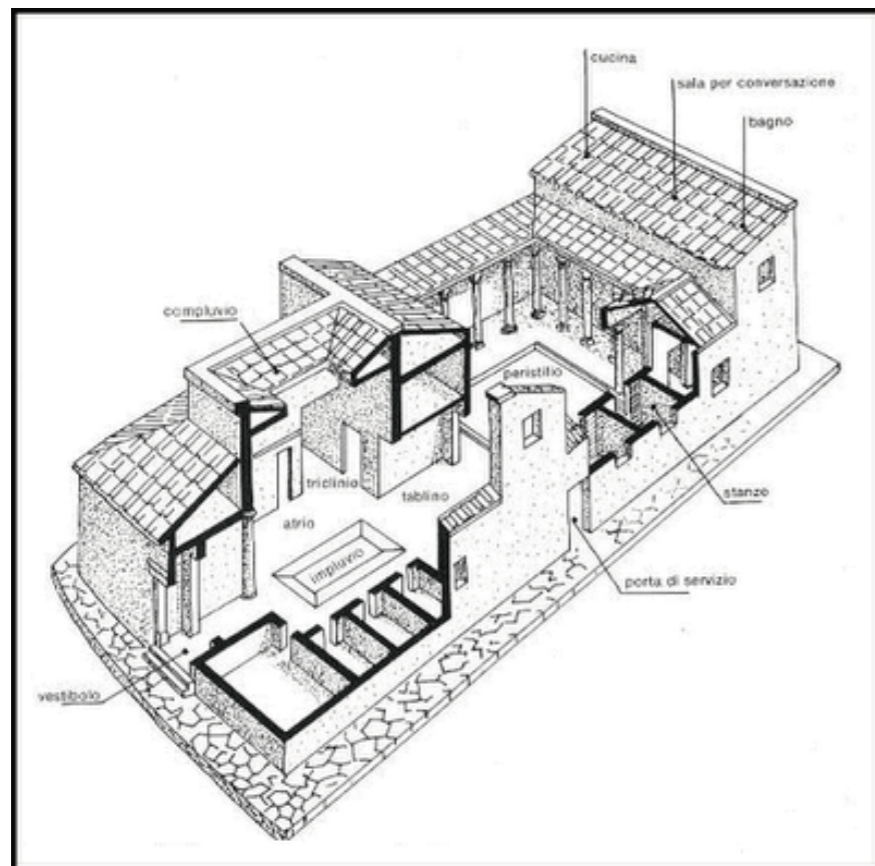 cucina
sala per conversazione
bagno
compluvio
peristilio
triclinio
tablino
stanze
atrio
impluvio
porta di servizio
vestibolo